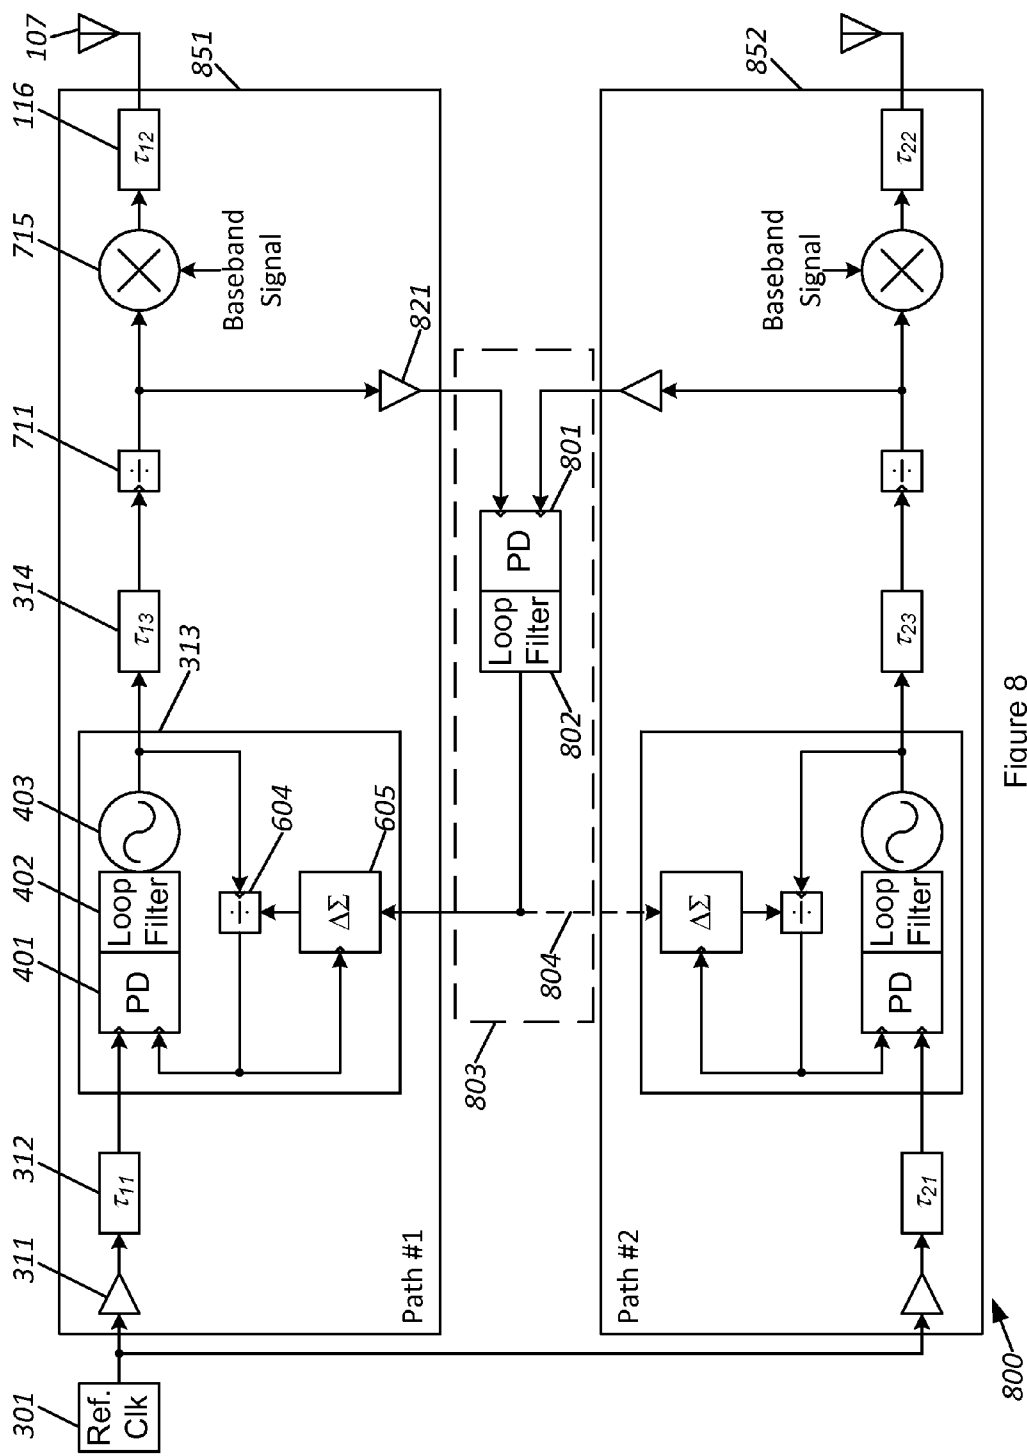 301
311
312
401
402
403
314
711
715
116
107
Ref.
Clk
τ11
PD
Loop
Filter
τ13
÷
τ12
313
Baseband
Signal
851
÷
604
ΔΣ
605
821
Path #1
803
804
Loop
Filter
PD
801
802
Path #2
ΔΣ
÷
Baseband
Signal
852
τ21
PD
Loop
Filter
τ23
÷
τ22
800
Figure 8